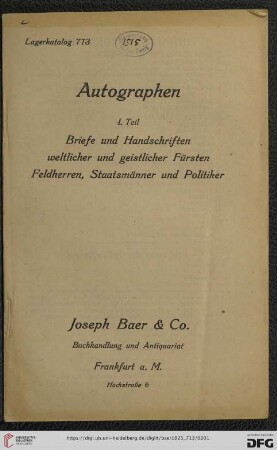 Lagerkatalog 713
Autographen
I. Teil
Briefe und Handschriften
weltlicher und geistlicher Fürsten
Feldherren, Staatsmänner und Politiker
Joseph Baer & Co.
Buchhandlung und Antiquariat
Frankfurt a. M.
Hochstraße 6
DFG